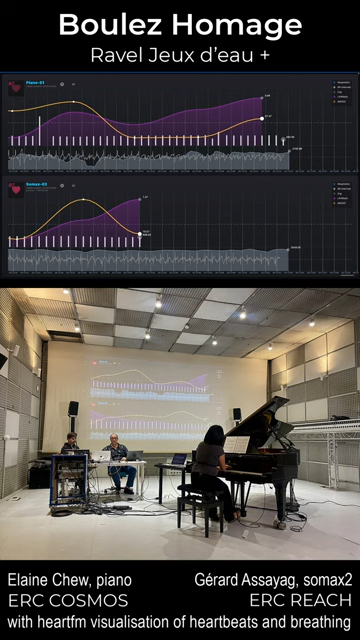 Boulez Homage
Ravel Jeux d'eau +
Piano-01
Somax-02
Elaine Chew, piano
Gérard Assayag, somax2
ERC COSMOS
ERC REACH
with heartfm visualisation of heartbeats and breathing